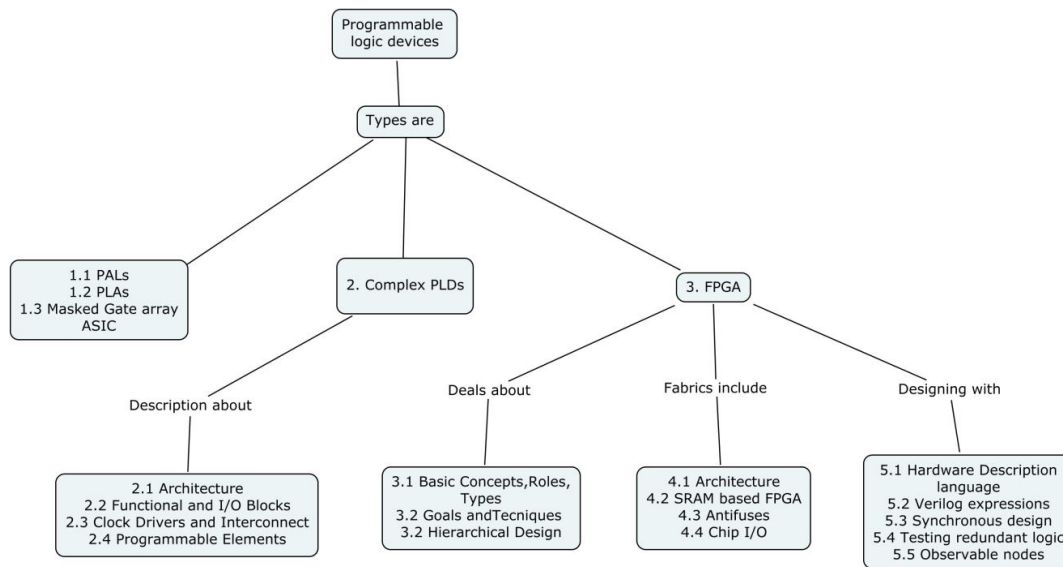 Programmable
logic devices
Types are
1.1 PALs
1.2 PLAs
1.3 Masked Gate array
ASIC
2. Complex PLDs
3. FPGA
Description about
Deals about
Fabrics include
Designing with
2.1 Architecture
2.2 Functional and I/O Blocks
2.3 Clock Drivers and Interconnect
2.4 Programmable Elements
3.1 Basic Concepts,Roles,
Types
3.2 Goals andTecniques
3.2 Hierarchical Design
4.1 Architecture
4.2 SRAM based FPGA
4.3 Antifuses
4.4 Chip I/O
5.1 Hardware Description
language
5.2 Verilog expressions
5.3 Synchronous design
5.4 Testing redundant logic
5.5 Observable nodes